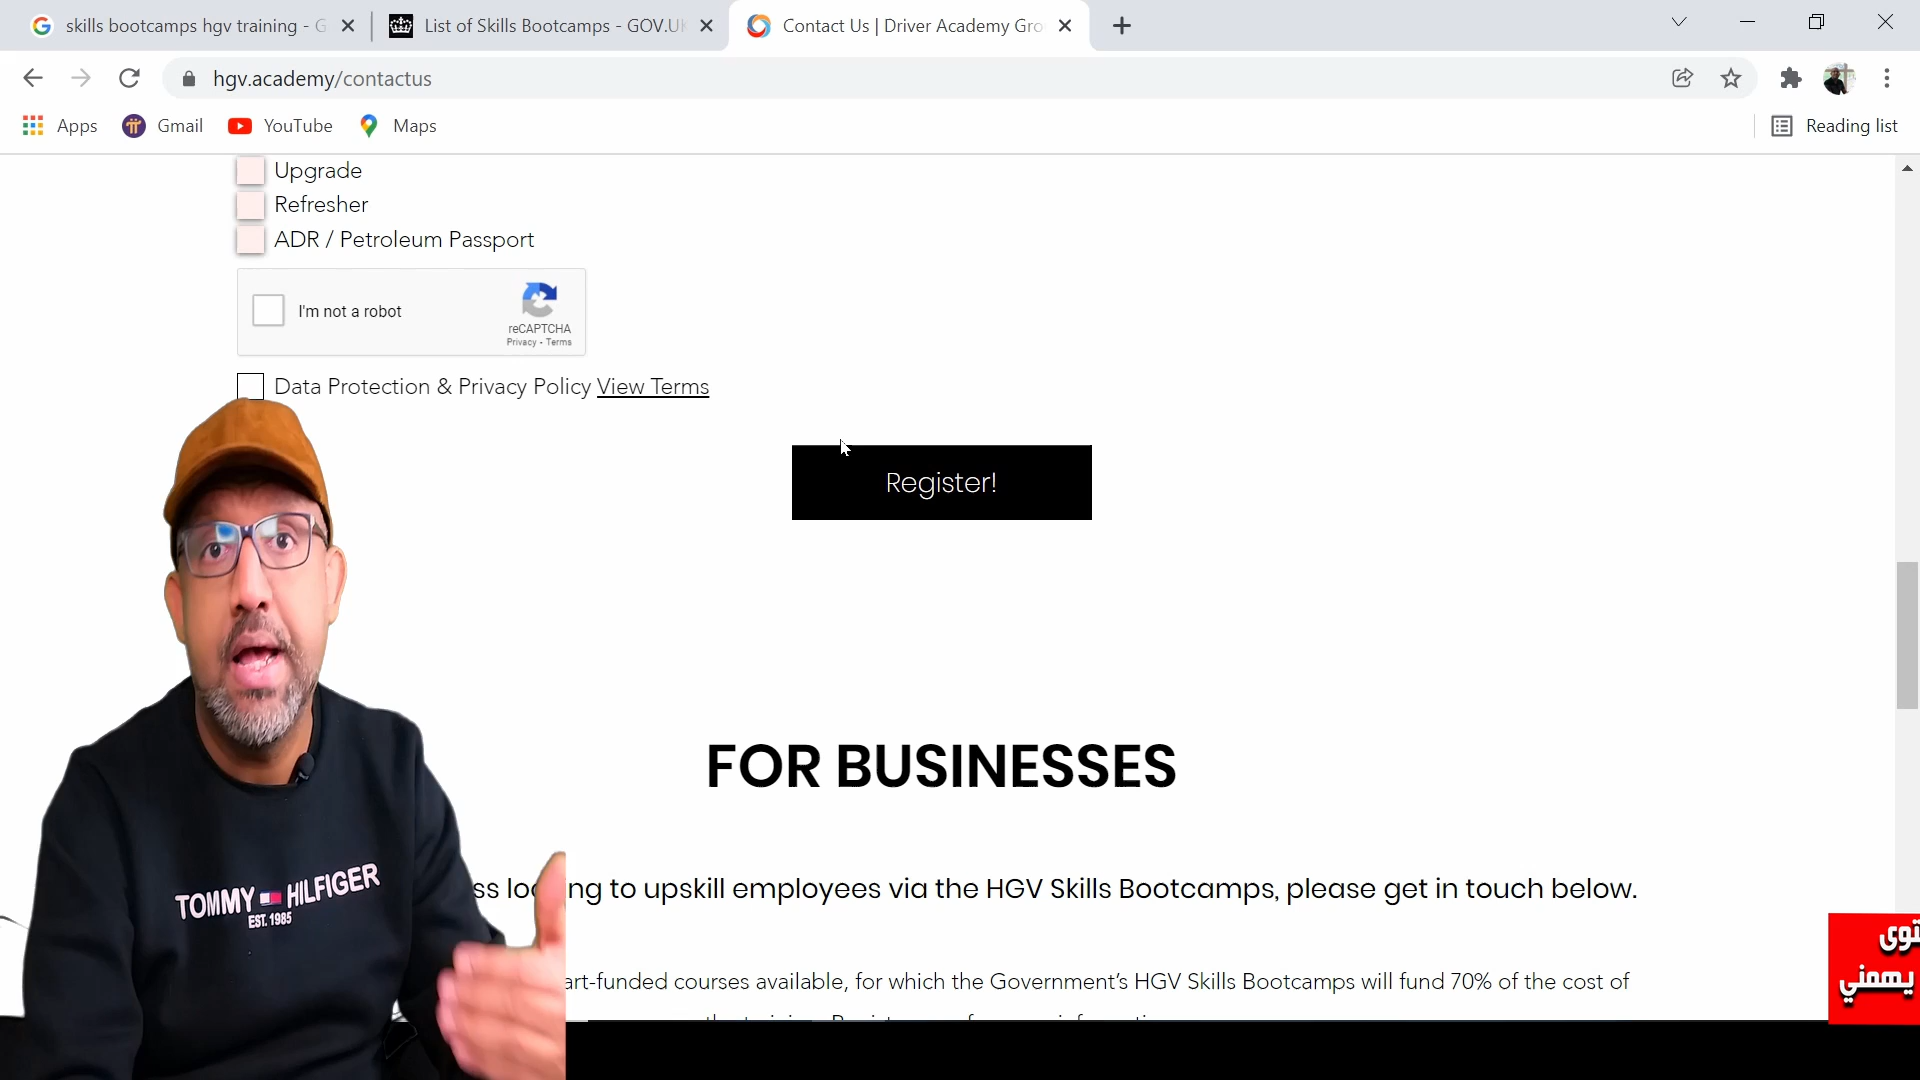 skills bootcamps hgv training - G
List of Skills Bootcamps - GOV.UK
Contact Us | Driver Academy Gro
hgv.academy/contactus
Apps
Gmail
YouTube
Maps
Reading list
Upgrade
Refresher
ADR / Petroleum Passport
I'm not a robot
reCAPTCHA
Privacy - Terms
Data Protection & Privacy Policy View Terms
Register!
FOR BUSINESSES
TOMMY HILFIGER
EST. 1985
ss looking to upskill employees via the HGV Skills Bootcamps, please get in touch below.
art-funded courses available, for which the Government's HGV Skills Bootcamps will fund 70% of the cost of
توى
يهمني